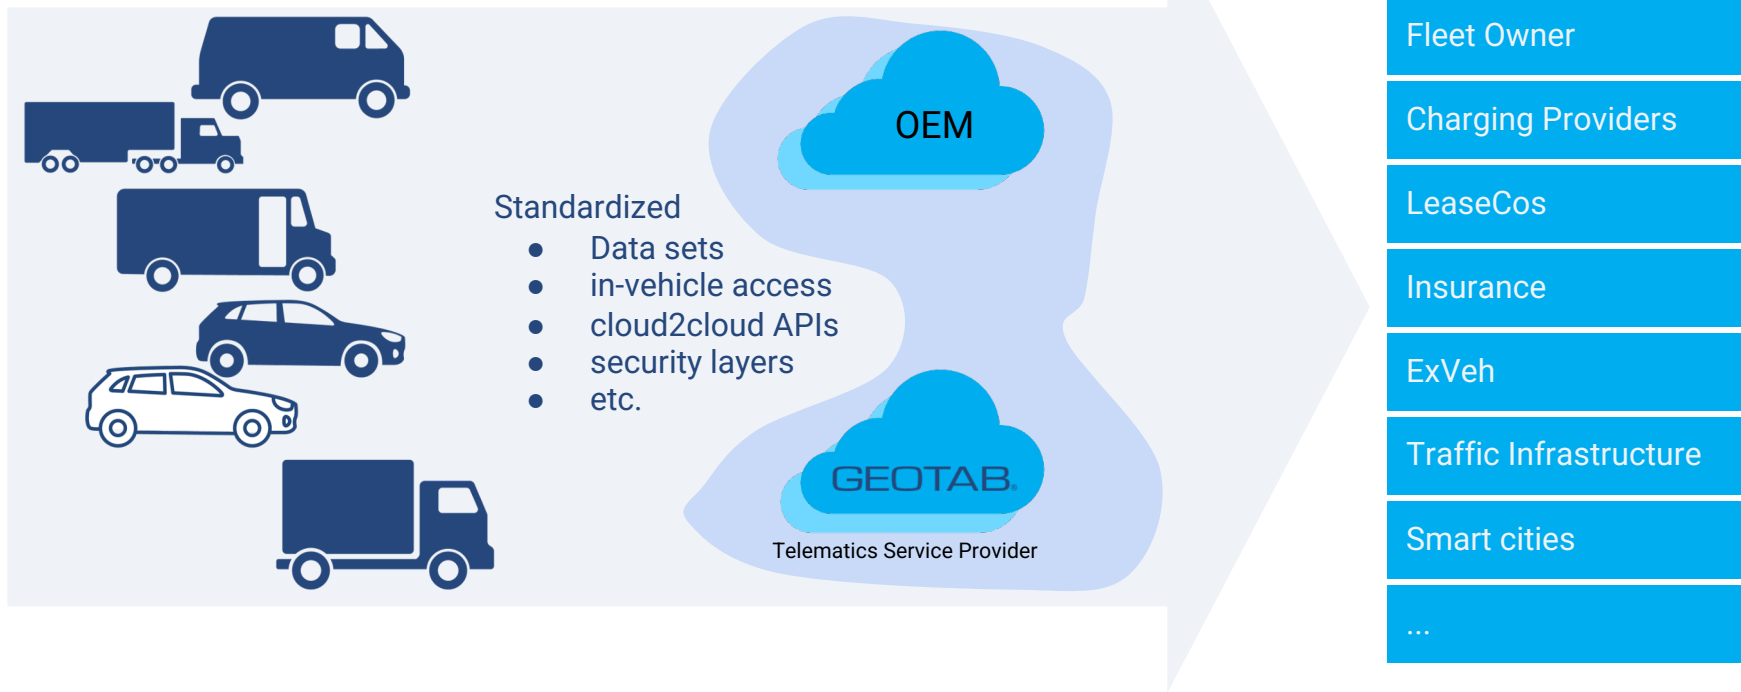 Standardized
● Data sets
● in-vehicle access
● cloud2cloud APIs
● security layers
● etc.
OEM
GEOTAB®
Telematics Service Provider
Fleet Owner
Charging Providers
LeaseCos
Insurance
ExVeh
Traffic Infrastructure
Smart cities
...